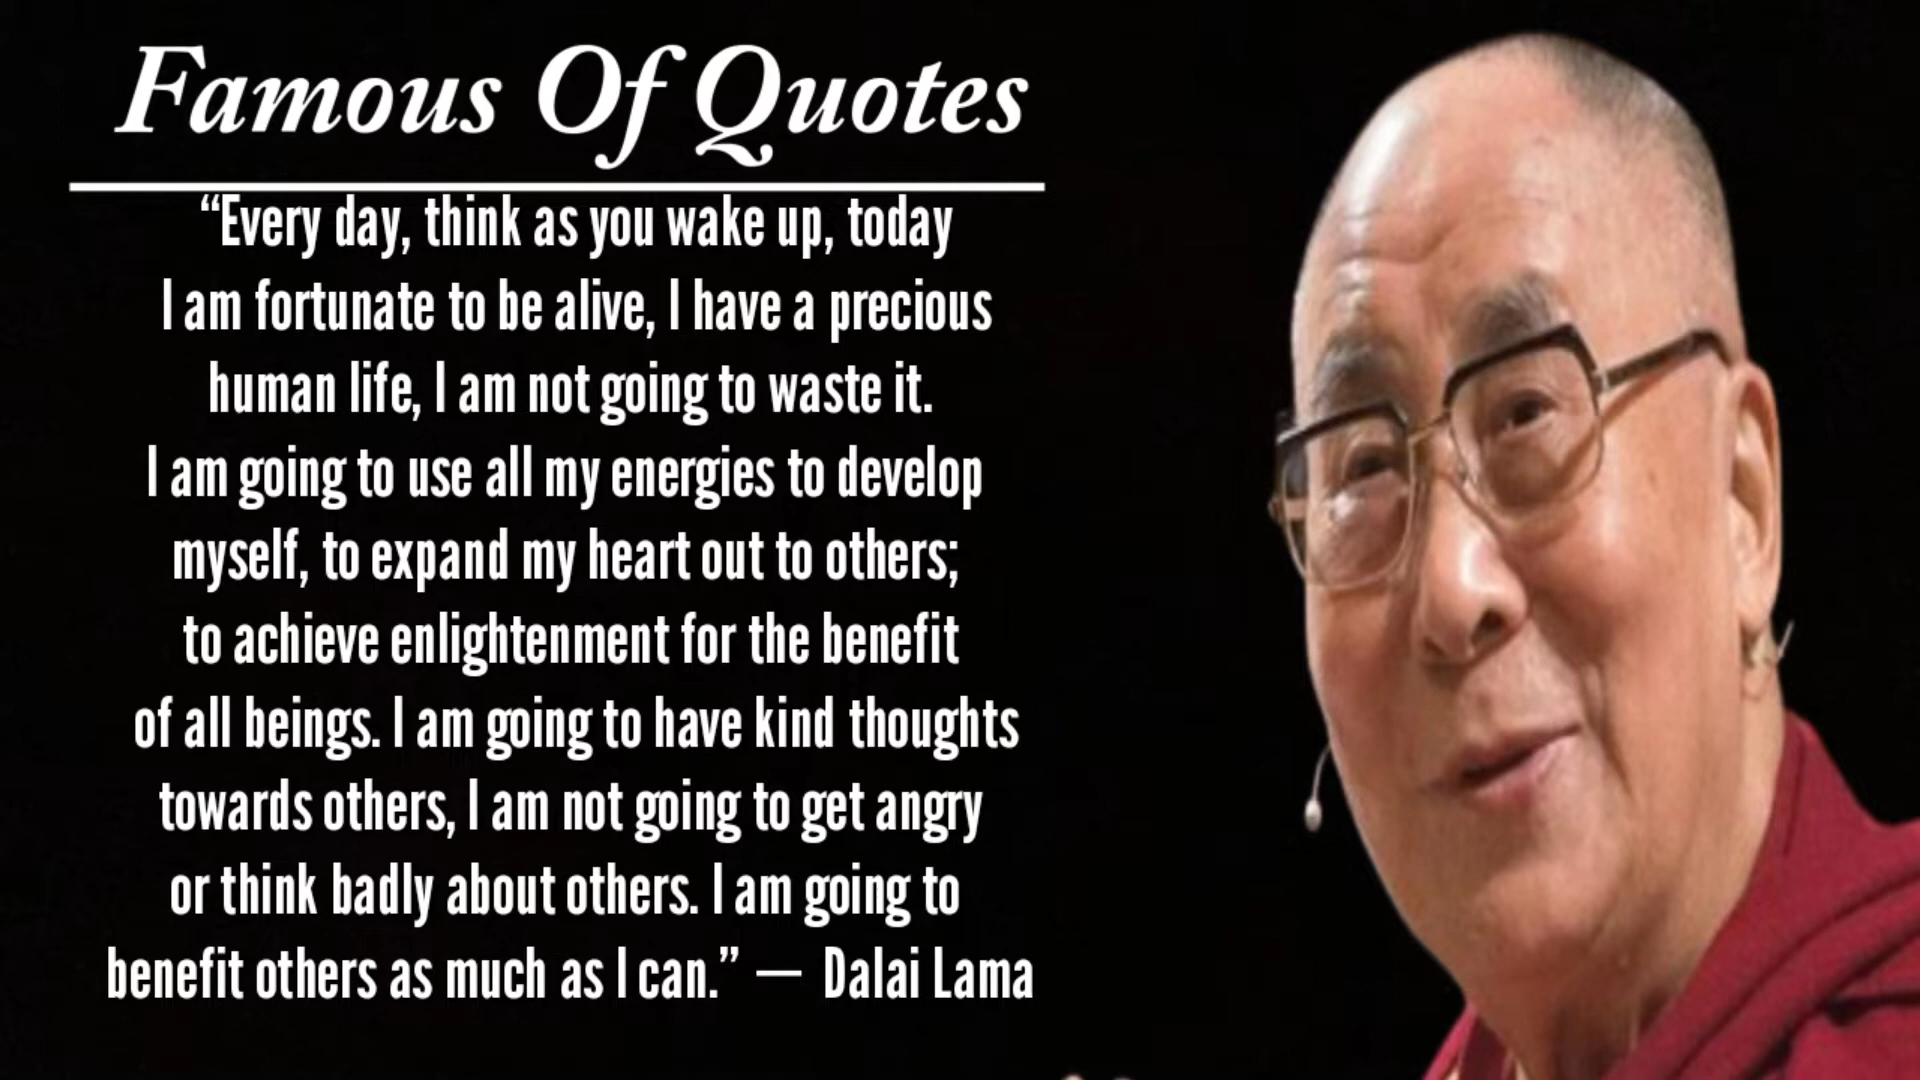 Famous Of Quotes
“Every day, think as you wake up, today
I am fortunate to be alive, I have a precious
human life, I am not going to waste it.
I am going to use all my energies to develop
myself, to expand my heart out to others;
to achieve enlightenment for the benefit
of all beings. I am going to have kind thoughts
towards others, I am not going to get angry
or think badly about others. I am going to
benefit others as much as I can.” — Dalai Lama